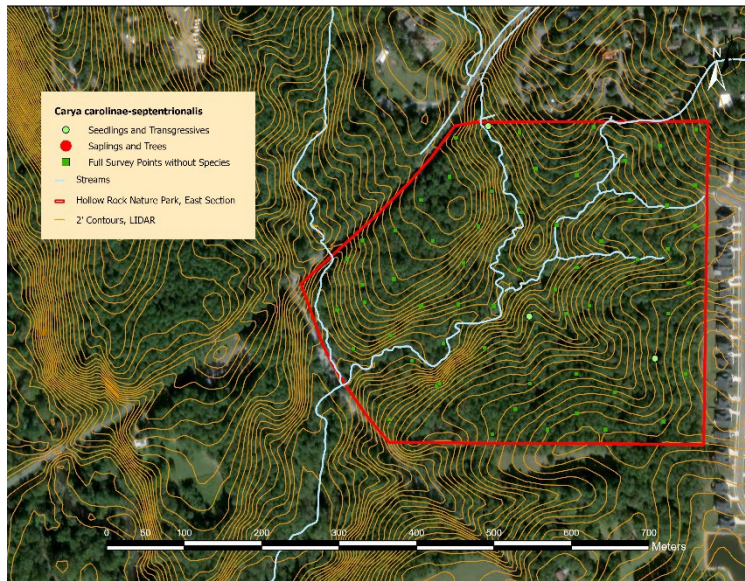 N
Carya carolinae-septentrionalis
Seedlings and Transgressives
Saplings and Trees
Full Survey Points without Species
Streams
Hollow Rock Nature Park, East Section
2' Contours, LIDAR
0 50 100 200 300 400 500 600 700
Meters